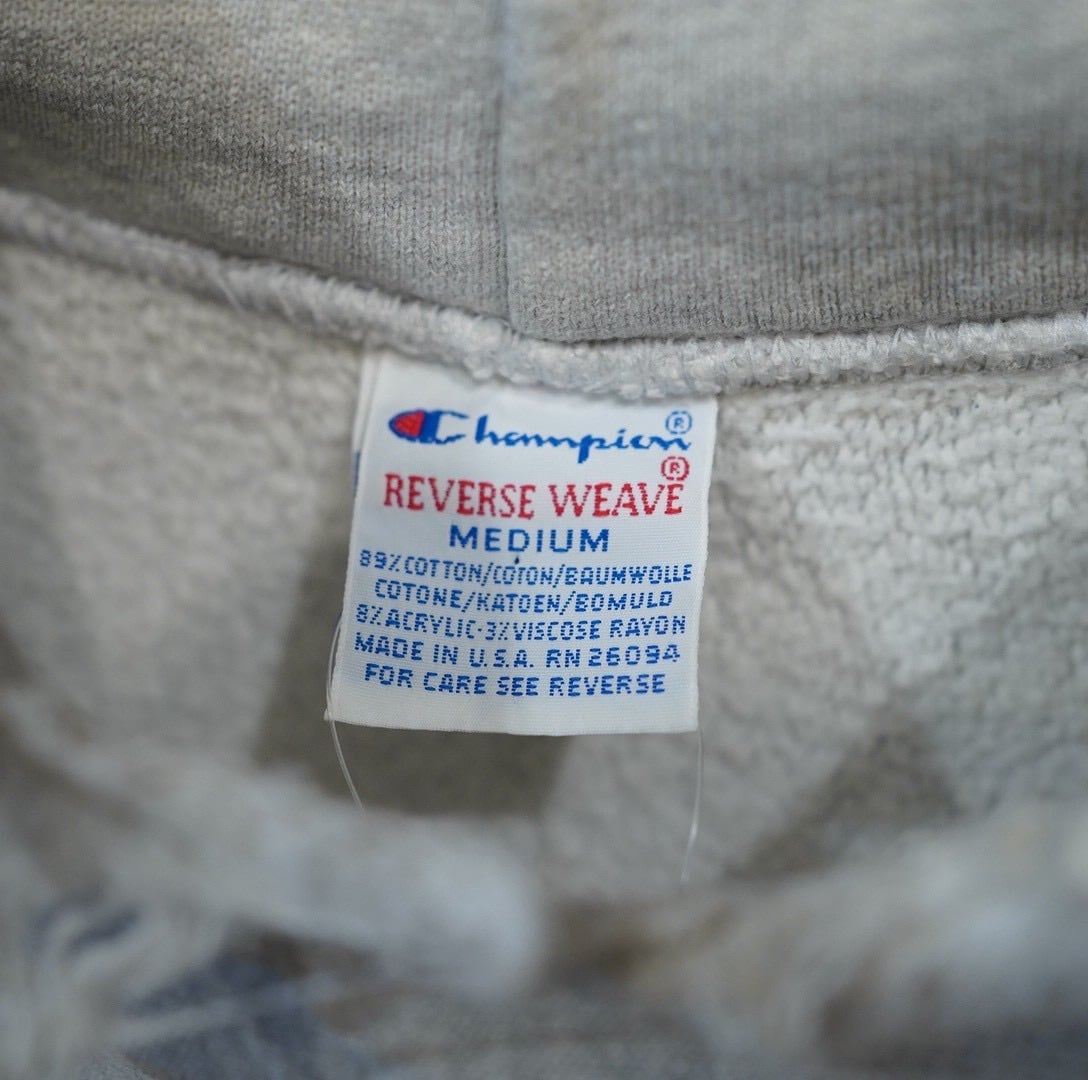 Champion®
REVERSE WEAVE®
MEDIUM
89% COTTON/COTON/BAUMWOLLE
COTONE/KATOEN/BOMULD
8% ACRYLIC-3% VISCOSE RAYON
MADE IN U.S.A. RN 26094
FOR CARE SEE REVERSE